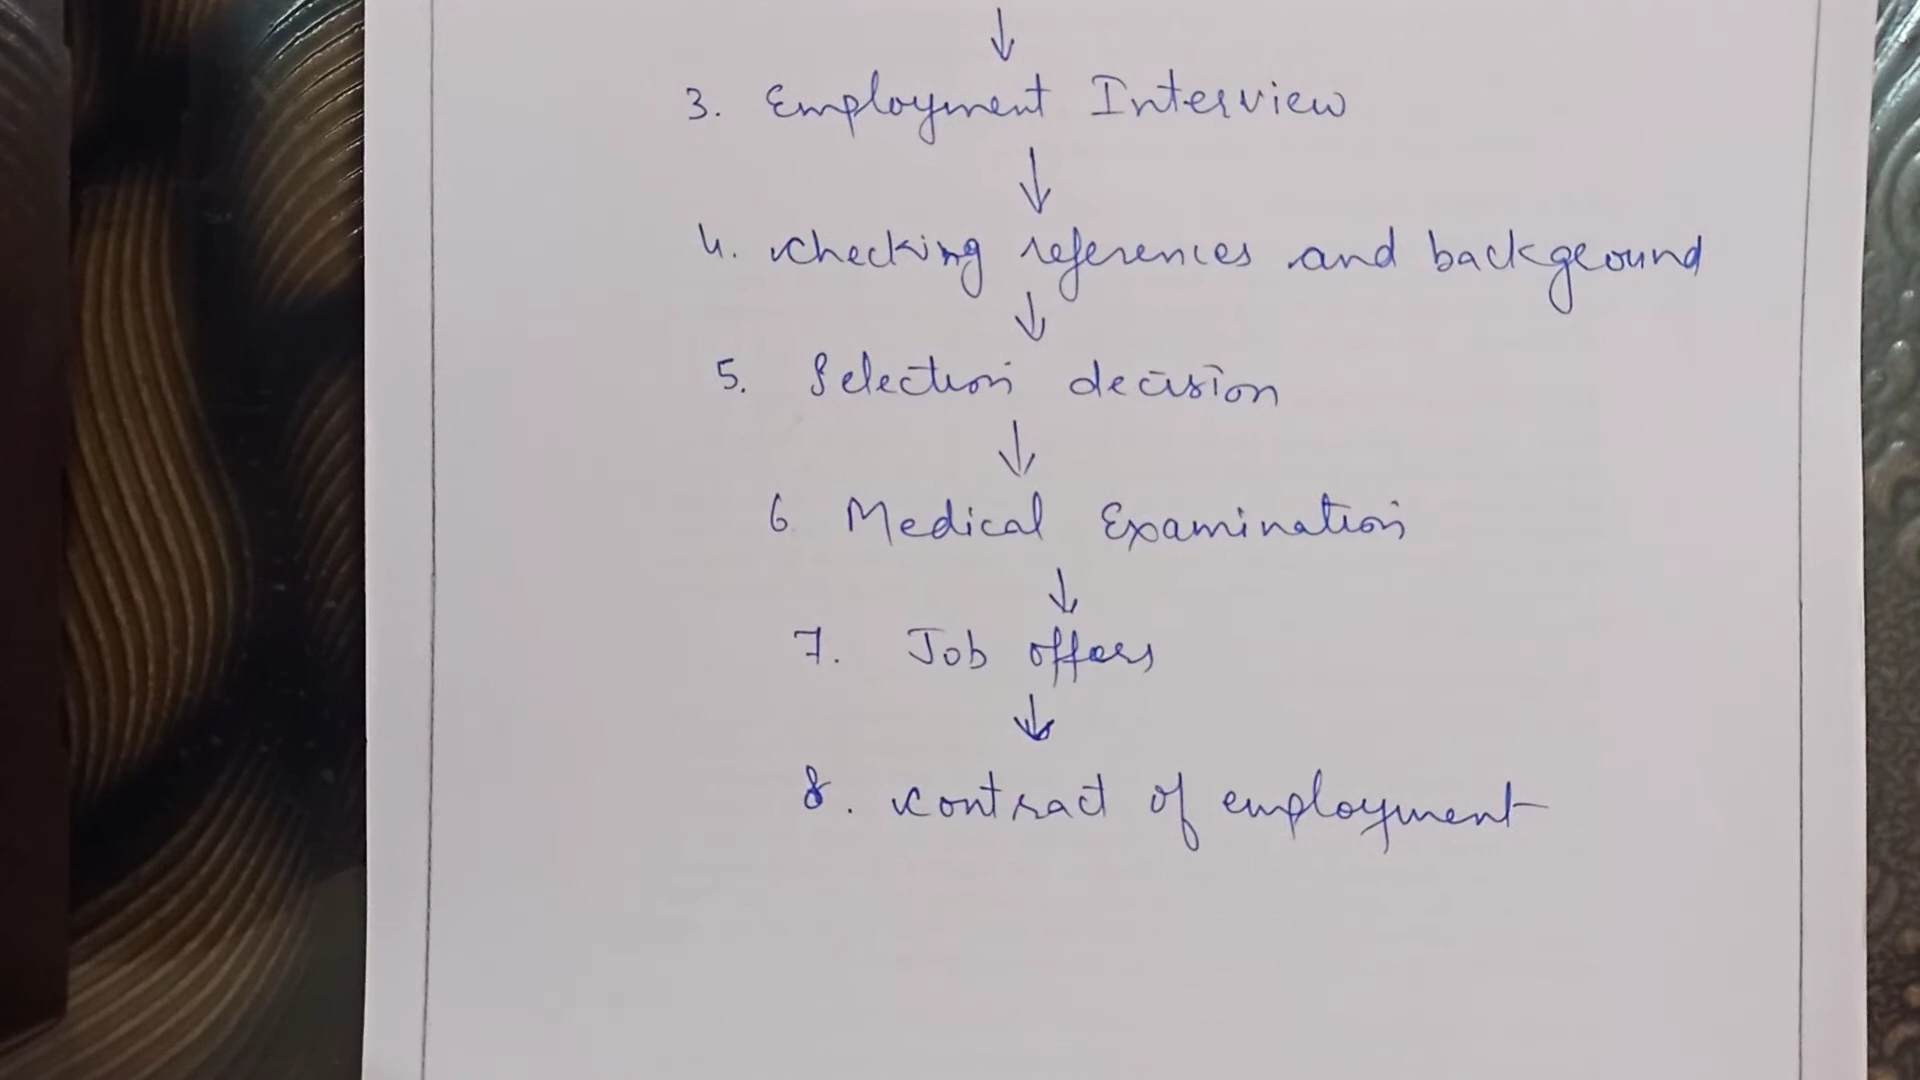 ↓
3. Employment Interview
↓
4. checking references and background
↓
5. Selection decision
↓
6. Medical Examination
↓
7. Job offers
↓
8. contract of employment